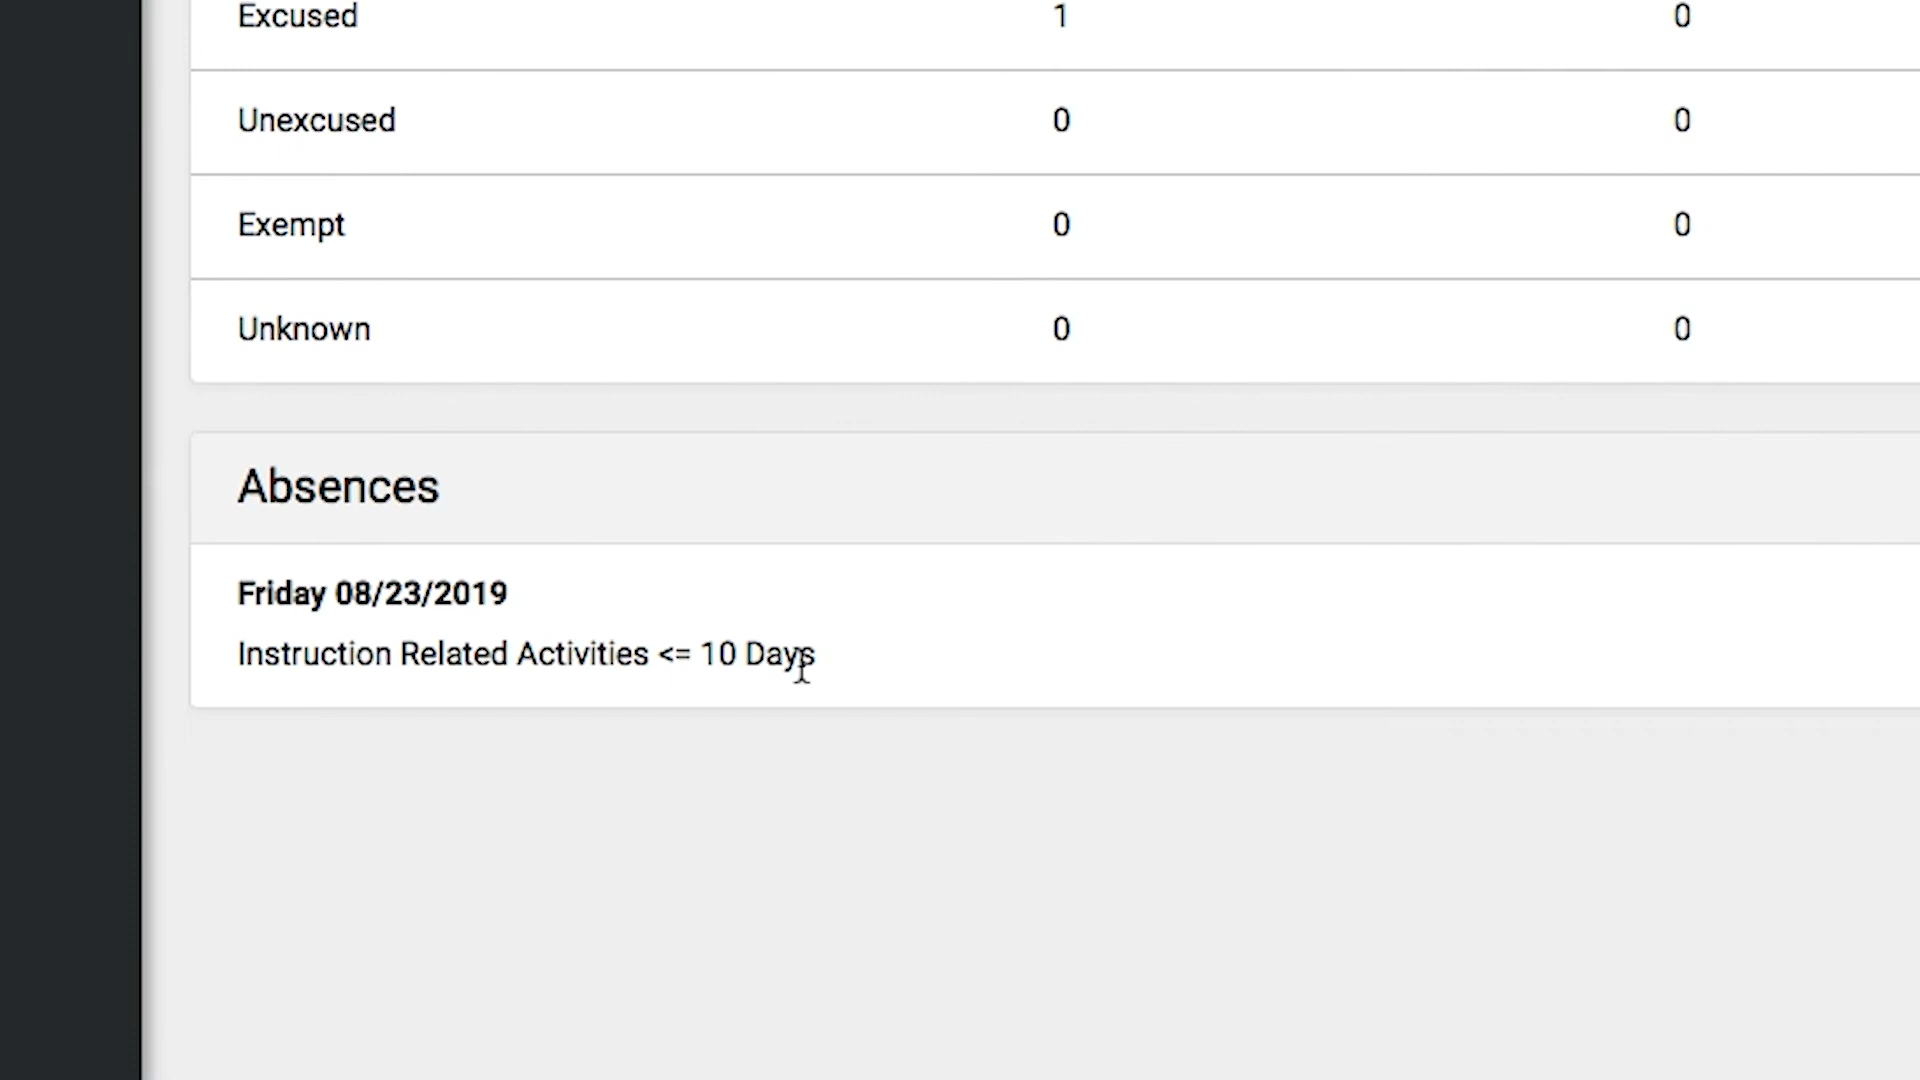 Excused 1 0
Unexcused 0 0
Exempt 0 0
Unknown 0 0
Absences
Friday 08/23/2019
Instruction Related Activities <= 10 Days